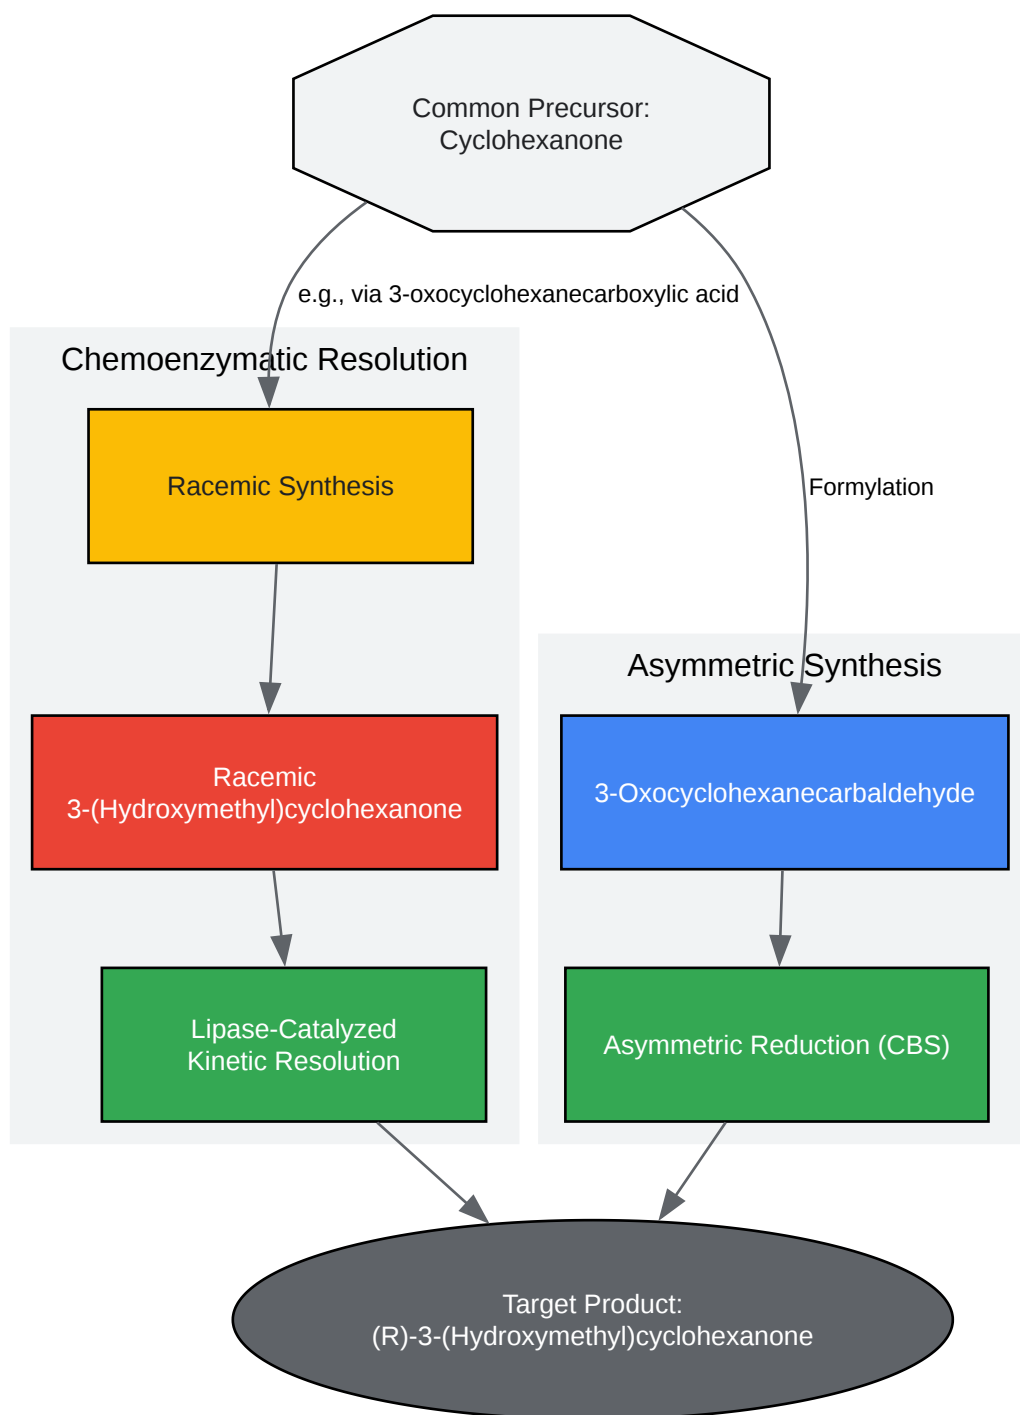 Common Precursor:
Cyclohexanone
e.g., via 3-oxocyclohexanecarboxylic acid
Chemoenzymatic Resolution
Racemic Synthesis
Formylation
Asymmetric Synthesis
Racemic
3-(Hydroxymethyl)cyclohexanone
3-Oxocyclohexanecarbaldehyde
Lipase-Catalyzed
Kinetic Resolution
Asymmetric Reduction (CBS)
Target Product:
(R)-3-(Hydroxymethyl)cyclohexanone